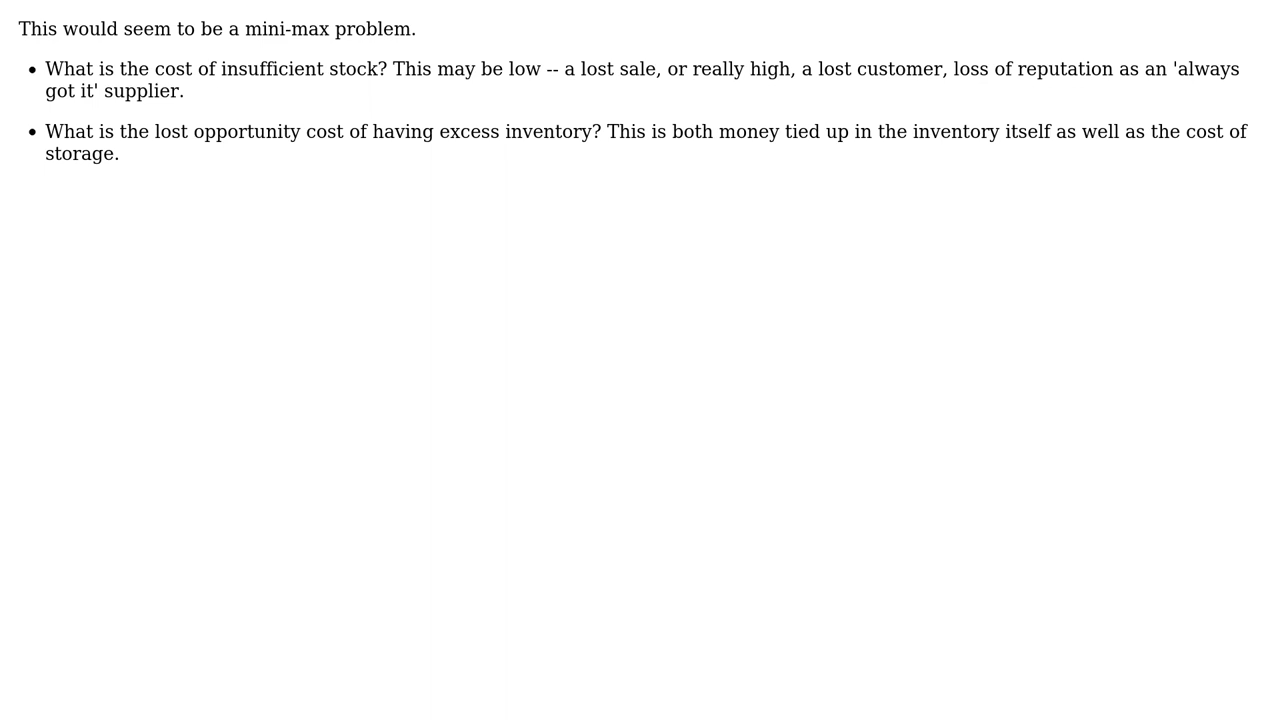 This would seem to be a mini-max problem.
• What is the cost of insufficient stock? This may be low -- a lost sale, or really high, a lost customer, loss of reputation as an 'always
got it' supplier.
• What is the lost opportunity cost of having excess inventory? This is both money tied up in the inventory itself as well as the cost of
storage.